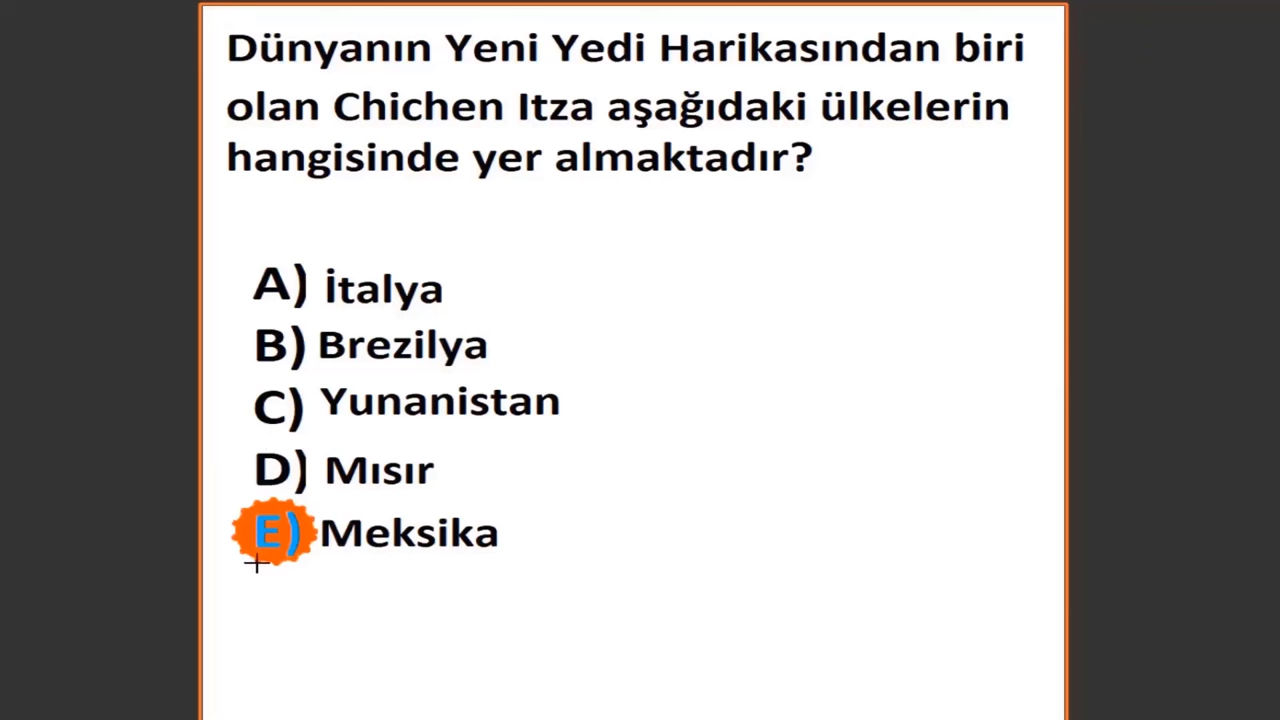 Dünyanın Yeni Yedi Harikasından biri
olan Chichen Itza aşağıdaki ülkelerin
hangisinde yer almaktadır?
A) İtalya
B) Brezilya
C) Yunanistan
D) Mısır
E) Meksika